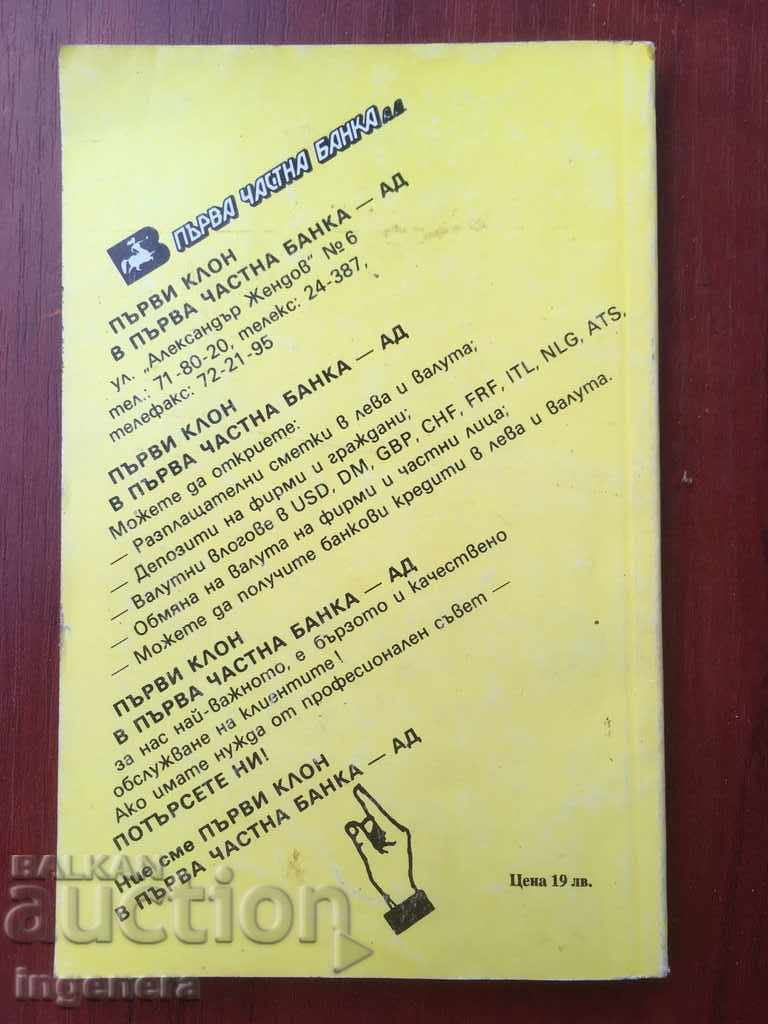 ПЪРВА ЧАСТНА БАНКА А.Д.
ПЪРВИ КЛОН
В ПЪРВА ЧАСТНА БАНКА — АД
ул. „Александър Жендов“ № 6
тел.: 71-80-20, телекс: 24-387,
телефакс: 72-21-95
ПЪРВИ КЛОН
В ПЪРВА ЧАСТНА БАНКА — АД
Можете да откриете:
— Разплащателни сметки в лева и валута;
— Депозити на фирми и граждани;
— Валутни влогове в USD, DM, GBP, CHF, FRF, ITL, NLG, ATS,
— Обмяна на валута на фирми и частни лица;
— Можете да получите банкови кредити в лева и валута.
ПЪРВИ КЛОН
В ПЪРВА ЧАСТНА БАНКА — АД
за нас най-важното, е бързото и качествено
обслужване на клиентите!
Ако имате нужда от професионален съвет —
ПОТЪРСЕТЕ НИ!
Ние сме ПЪРВИ КЛОН
В ПЪРВА ЧАСТНА БАНКА — АД
Цена 19 лв.
BALKAN
auction
ingenera